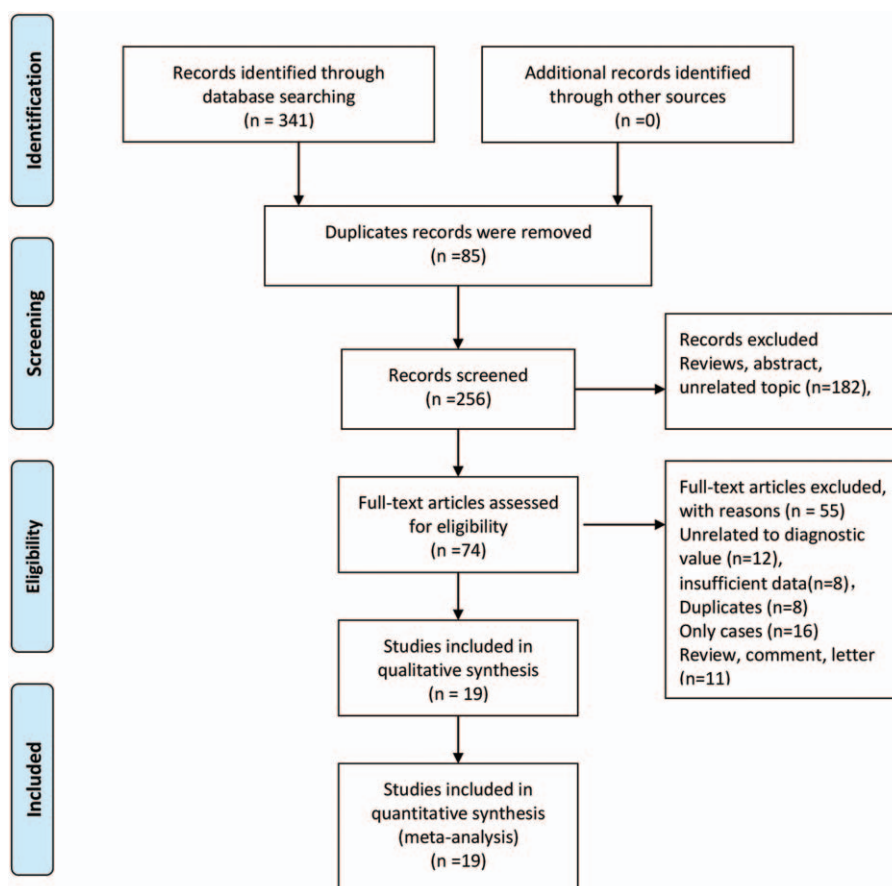 Identification
Records identified through
database searching
(n = 341)
Additional records identified
through other sources
(n =0)
Duplicates records were removed
(n =85)
Screening
Records screened
(n =256)
Records excluded
Reviews, abstract,
unrelated topic (n=182),
Eligibility
Full-text articles assessed
for eligibility
(n =74)
Full-text articles excluded,
with reasons (n = 55)
Unrelated to diagnostic
value (n=12),
insufficient data(n=8)，
Duplicates (n=8)
Only cases (n=16)
Review, comment, letter
(n=11)
Studies included in
qualitative synthesis
(n = 19)
Included
Studies included in
quantitative synthesis
(meta-analysis)
(n =19)